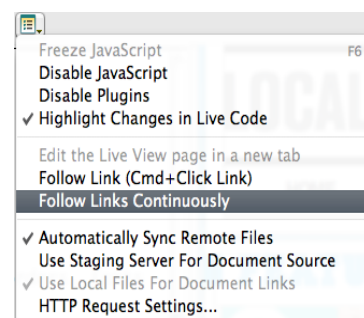 Freeze JavaScript F6
Disable JavaScript
Disable Plugins
✓ Highlight Changes in Live Code
Edit the Live View page in a new tab
Follow Link (Cmd+Click Link)
Follow Links Continuously
✓ Automatically Sync Remote Files
Use Staging Server For Document Source
✓ Use Local Files For Document Links
HTTP Request Settings...
LOCAL